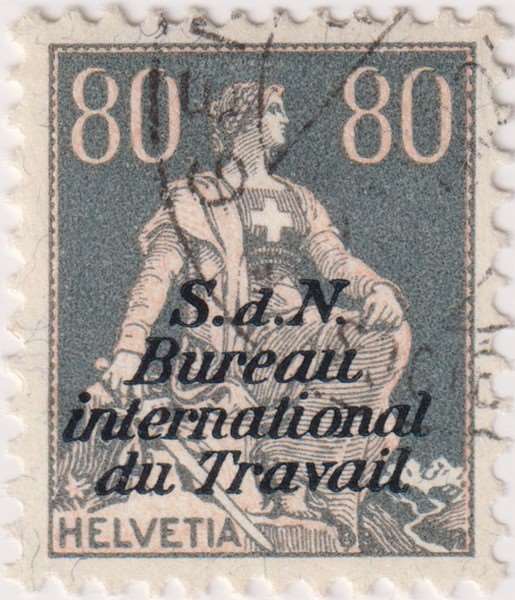 80 80
S.d.N.
Bureau
international
du Travail
HELVETIA